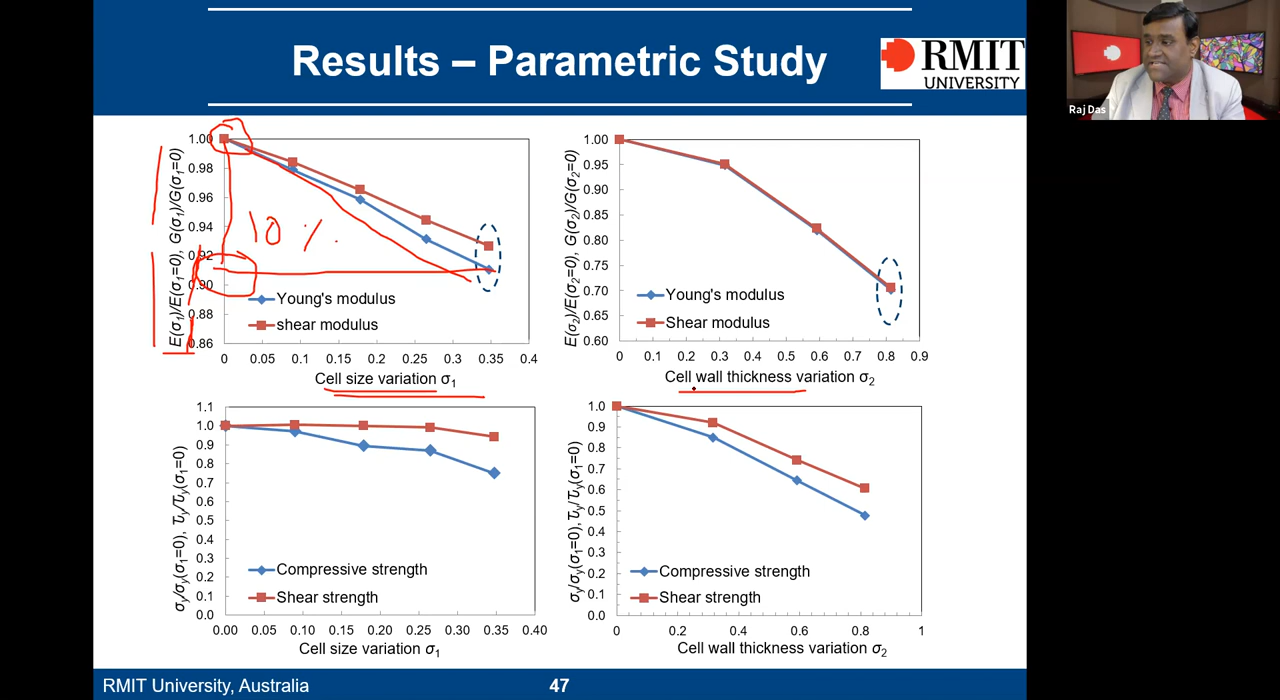 Results – Parametric Study
RMIT
UNIVERSITY
Raj Das
E(σ1)/E(σ1=0), G(σ1)/G(σ1=0)
1.00
0.98
0.96
0.94
0.92
0.90
0.88
0.86
10 %
Young's modulus
shear modulus
0 0.05 0.1 0.15 0.2 0.25 0.3 0.35 0.4
Cell size variation σ1
E(σ2)/E(σ2=0), G(σ2)/G(σ2=0)
1.00
0.95
0.90
0.85
0.80
0.75
0.70
0.65
0.60
Young's modulus
Shear modulus
0 0.1 0.2 0.3 0.4 0.5 0.6 0.7 0.8 0.9
Cell wall thickness variation σ2
σy/σy(σ1=0), τy/τy(σ1=0)
1.1
1.0
0.9
0.8
0.7
0.6
0.5
0.4
0.3
0.2
0.1
0.0
Compressive strength
Shear strength
0.00 0.05 0.10 0.15 0.20 0.25 0.30 0.35 0.40
Cell size variation σ1
σy/σy(σ1=0), τy/τy(σ1=0)
1.0
0.9
0.8
0.7
0.6
0.5
0.4
0.3
0.2
0.1
0.0
Compressive strength
Shear strength
0 0.2 0.4 0.6 0.8 1
Cell wall thickness variation σ2
RMIT University, Australia
47